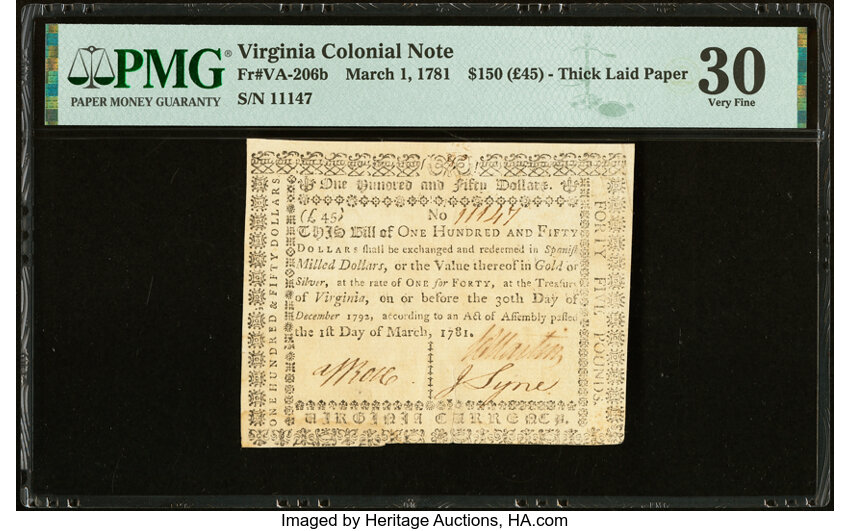 PMG®
PAPER MONEY GUARANTY
Virginia Colonial Note
Fr#VA-206b March 1, 1781 $150 (£45) - Thick Laid Paper
S/N 11147
30
Very Fine
One Hundred and Fifty Dollars.
(£ 45) No 11147
THIS Bill of ONE HUNDRED AND FIFTY
DOLLARS shall be exchanged and redeemed in Spanish
Milled Dollars, or the Value thereof in Gold or
Silver, at the rate of ONE for FORTY, at the Treasury
of Virginia, on or before the 30th Day of
December 1792, according to an Act of Assembly passed
the 1st Day of March, 1781.
J Syne
VIRGINIA CURRENCY.
ONE HUNDRED & FIFTY DOLLARS
FORTY FIVE POUNDS.
Imaged by Heritage Auctions, HA.com